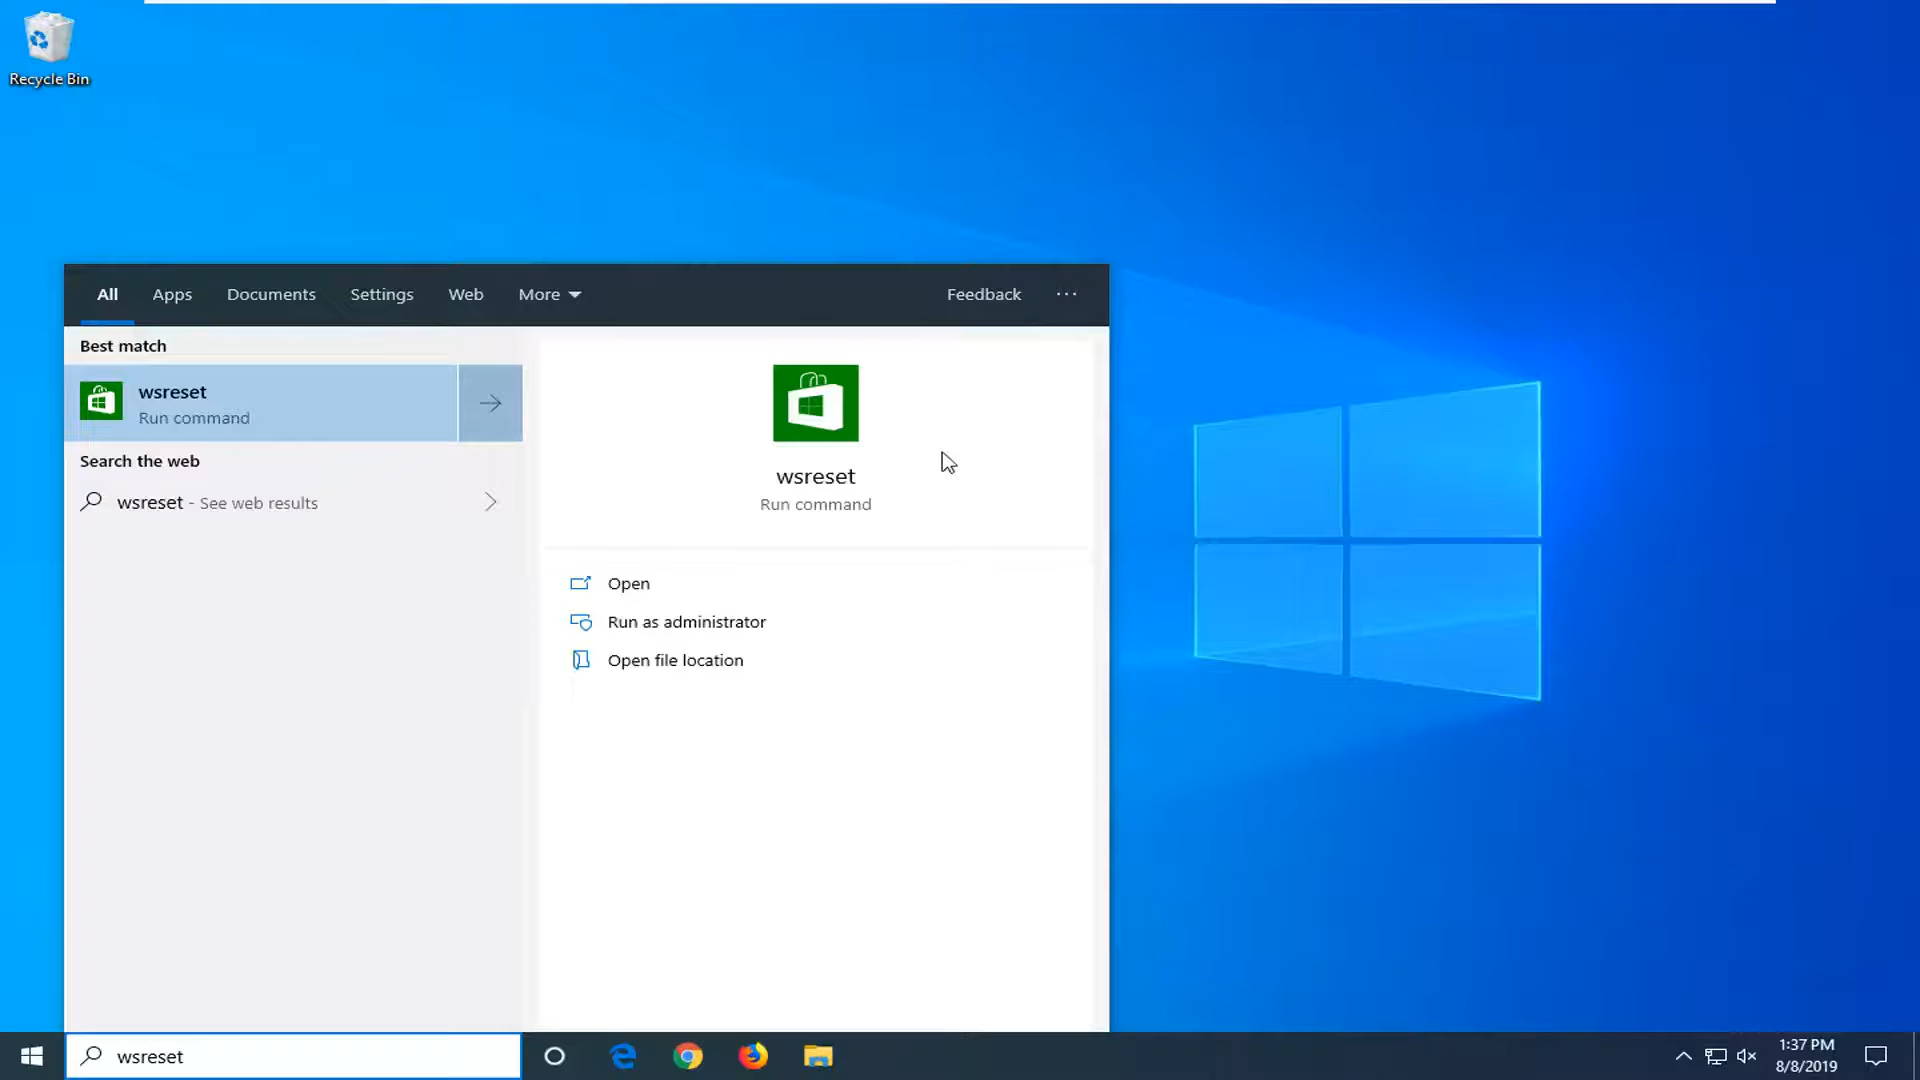 Recycle Bin
All Apps Documents Settings Web More Feedback ···
Best match
wsreset
Run command
Search the web
wsreset - See web results
wsreset
Run command
Open
Run as administrator
Open file location
wsreset
1:37 PM
8/8/2019